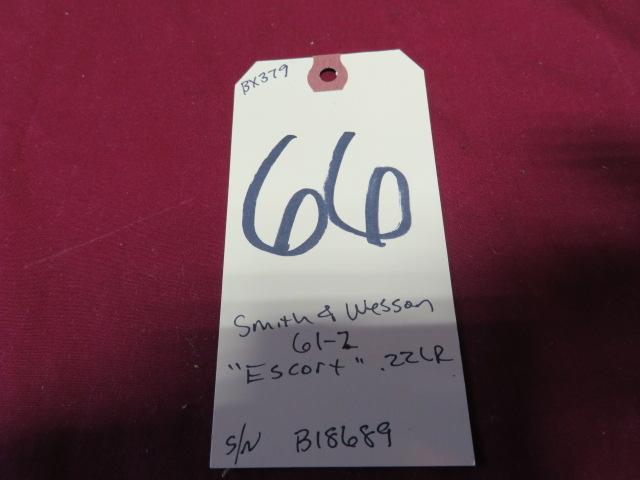 BX379
66
Smith & Wesson
61-2
"Escort" .22LR
S/N B18689